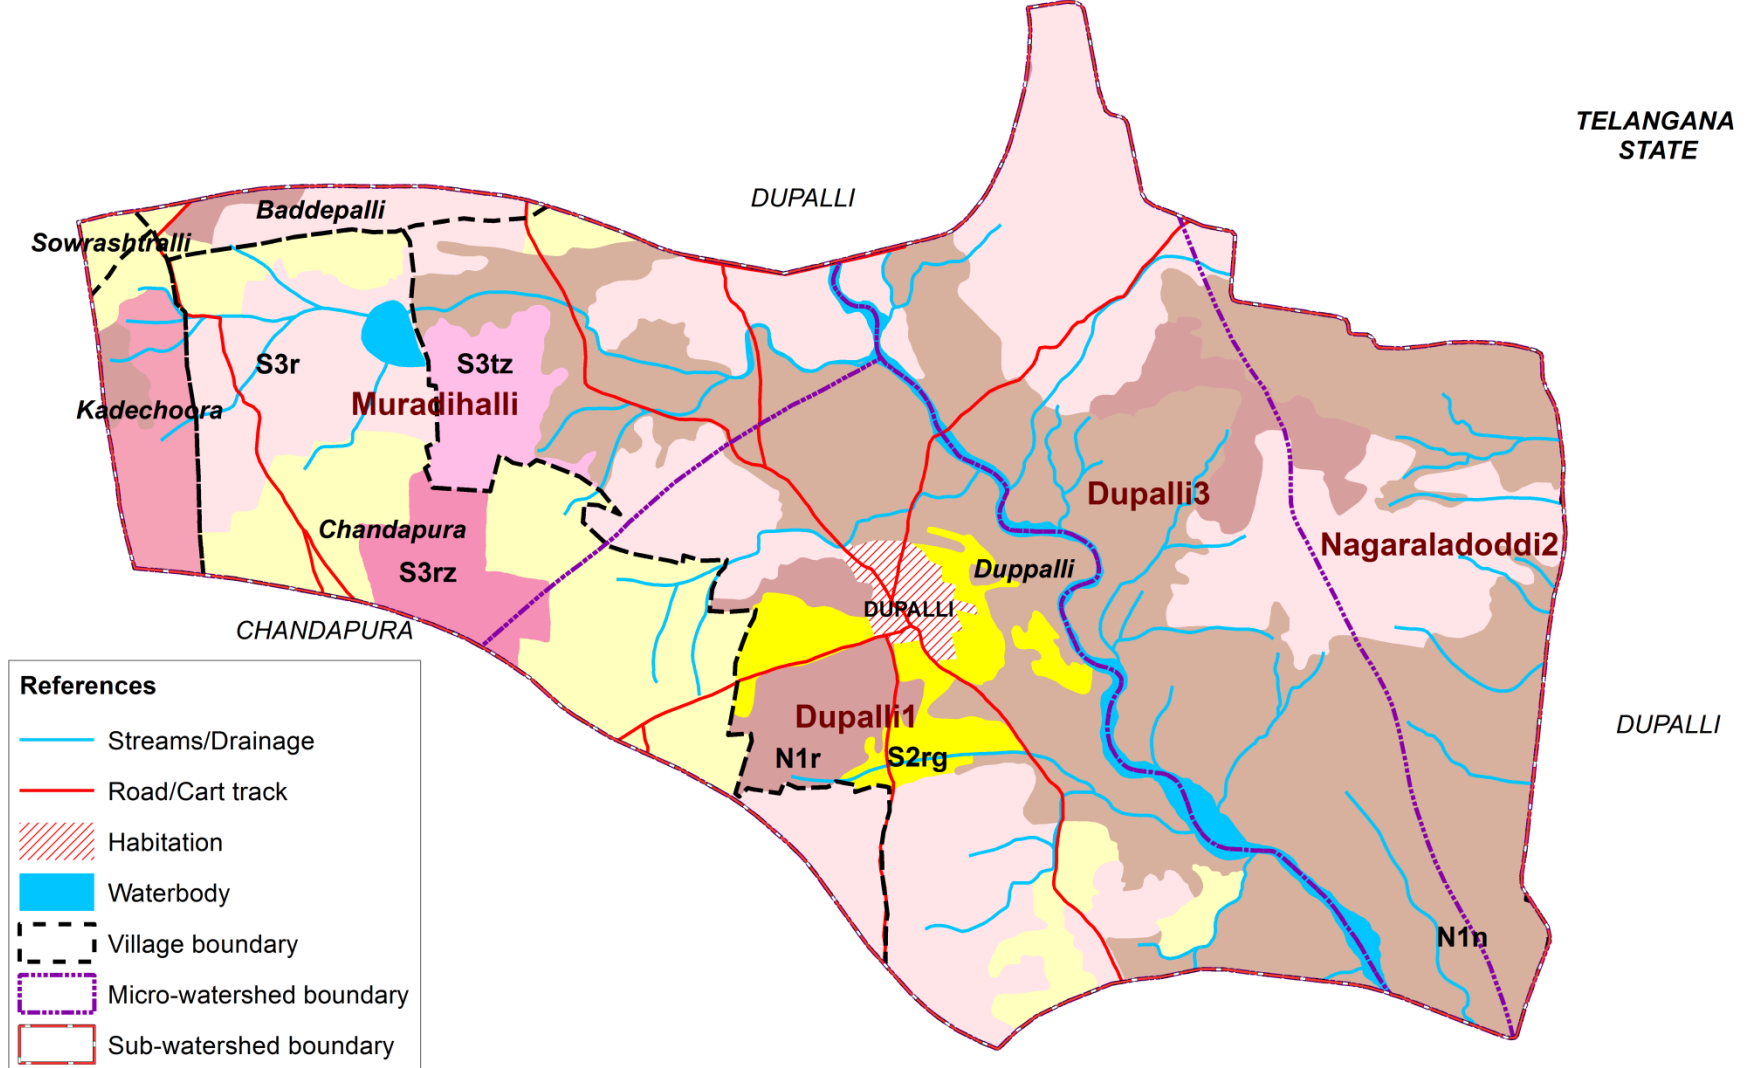 TELANGANA
STATE
DUPALLI
Baddepalli
Sowrashtralli
S3r
S3tz
Muradihalli
Kadechoora
Dupalli3
Chandapura
Nagaraladoddi2
S3rz
Duppalli
DUPALLI
CHANDAPURA
Dupalli1
DUPALLI
N1r
S2rg
N1n
References
Streams/Drainage
Road/Cart track
Habitation
Waterbody
Village boundary
Micro-watershed boundary
Sub-watershed boundary